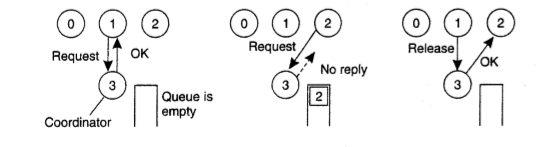 0 1 2
Request OK
3
Queue is
empty
Coordinator
0 1 2
Request
No reply
3
2
0 1 2
Release
OK
3